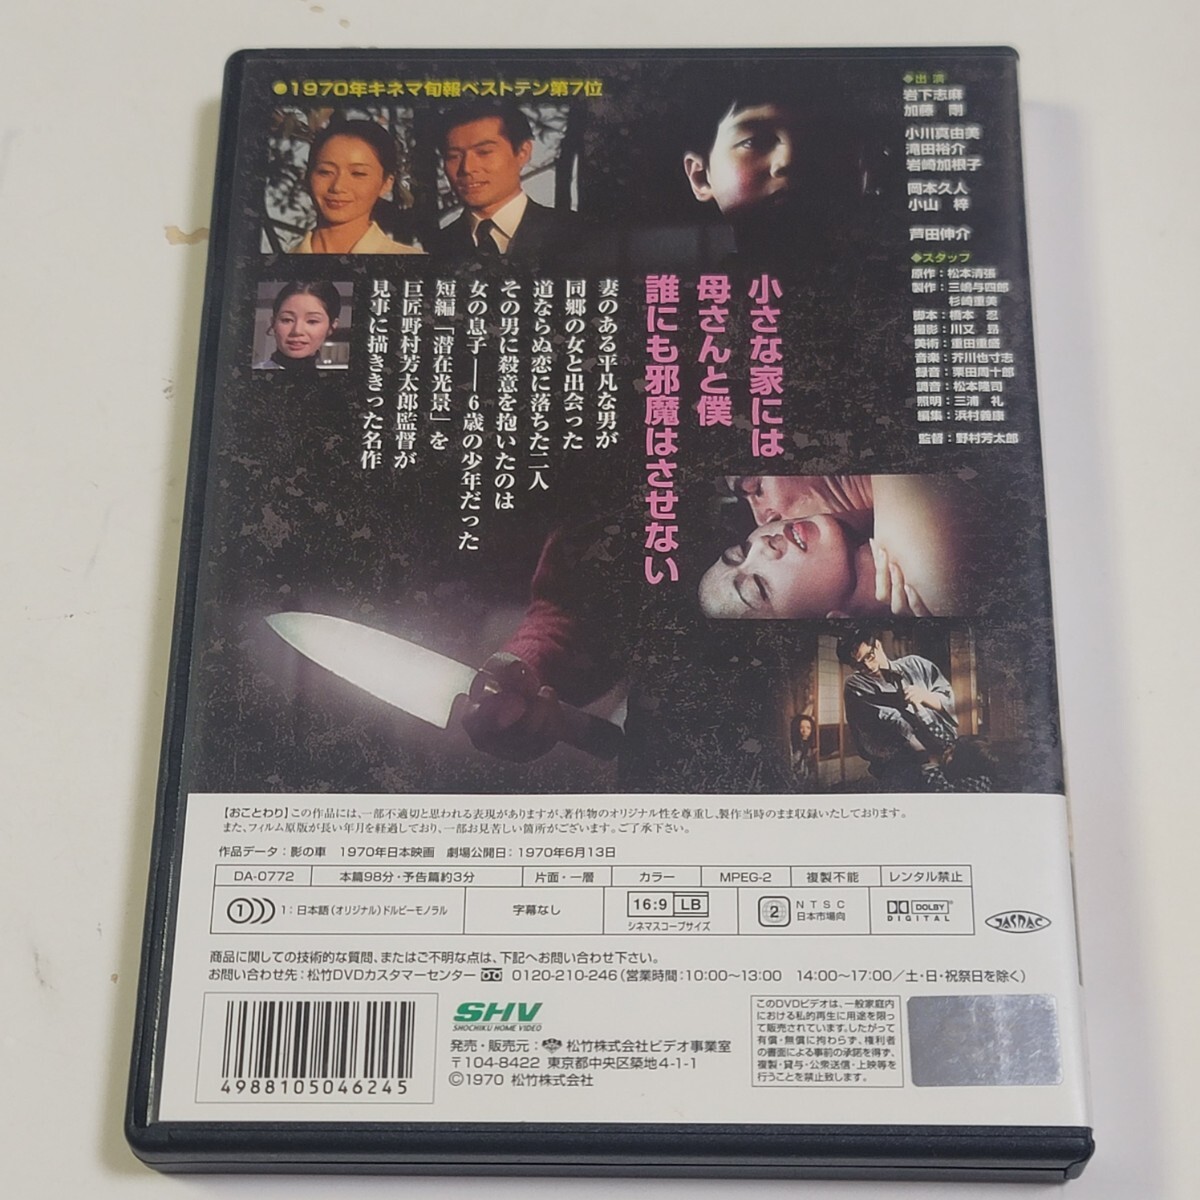 ●1970年キネマ旬報ベストテン第7位
◆出演
岩下志麻
加藤 剛
小川真由美
滝田裕介
岩崎加根子
岡本久人
小山 梓
芦田伸介
◆スタッフ
原作：松本清張
製作：三嶋与四郎
杉崎重美
脚本：橋本 忍
撮影：川又 昂
美術：重田重盛
音楽：芥川也寸志
録音：栗田周十郎
調音：松本隆司
照明：三浦 礼
編集：浜村義康
監督：野村芳太郎
小さな家には
母さんと僕
誰にも邪魔はさせない
妻のある平凡な男が
同郷の女と出会った
道ならぬ恋に落ちた二人
その男に殺意を抱いたのは
女の息子――6歳の少年だった
短編「潜在光景」を
巨匠野村芳太郎監督が
見事に描ききった名作
【おことわり】この作品には、一部不適切と思われる表現がありますが、著作物のオリジナル性を尊重し、製作当時のまま収録いたしております。
また、フィルム原版が長い年月を経過しており、一部お見苦しい箇所がございます。ご了承下さい。
作品データ：影の車 1970年日本映画 劇場公開日：1970年6月13日
DA-0772 本篇98分・予告篇約3分 片面・一層 カラー MPEG-2 複製不能 レンタル禁止
1 1：日本語（オリジナル）ドルビーモノラル 字幕なし 16:9 LB シネマスコープサイズ 2 NTSC 日本市場向 DOLBY DIGITAL
JASRAC
商品に関しての技術的な質問、またはご不明な点は、下記へお問い合わせ下さい。
お問い合わせ先：松竹DVDカスタマーセンター 0120-210-246（営業時間：10:00～13:00 14:00～17:00／土・日・祝祭日を除く）
4988105046245
SHV
SHOCHIKU HOME VIDEO
発売・販売元：松竹株式会社ビデオ事業室
〒104-8422 東京都中央区築地4-1-1
©1970 松竹株式会社
このDVDビデオは、一般家庭内
における私的再生に用途を限っ
て販売されています。したがって
有償・無償に拘わらず、権利者
の書面による事前の承諾を得ず、
複製・貸与・公衆送信・上映等を
行うことを禁止致します。